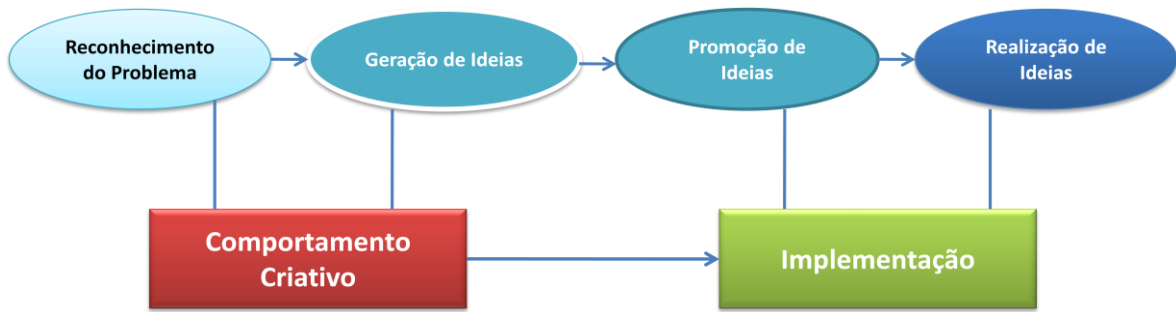 Reconhecimento
do Problema
Geração de Ideias
Promoção de
Ideias
Realização de
Ideias
Comportamento
Criativo
Implementação